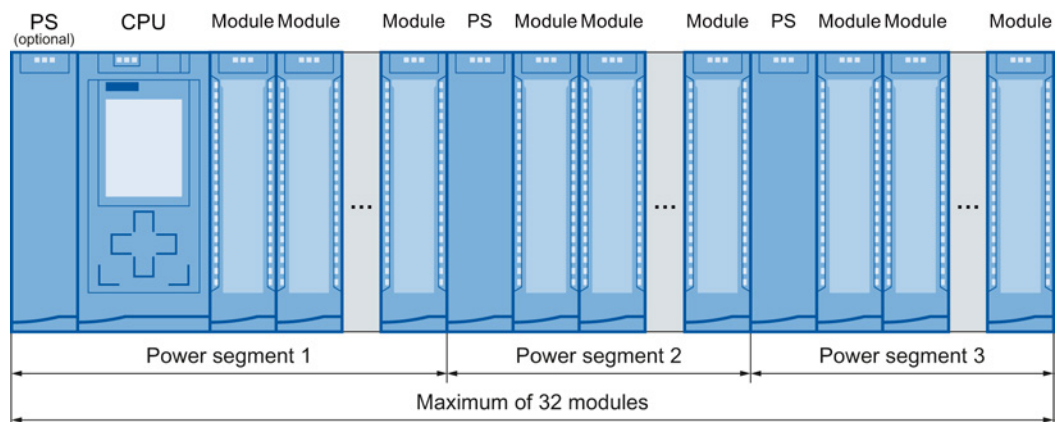 PS CPU Module Module Module PS Module Module Module PS Module Module Module
(optional)
... ... ...
Power segment 1 Power segment 2 Power segment 3
Maximum of 32 modules